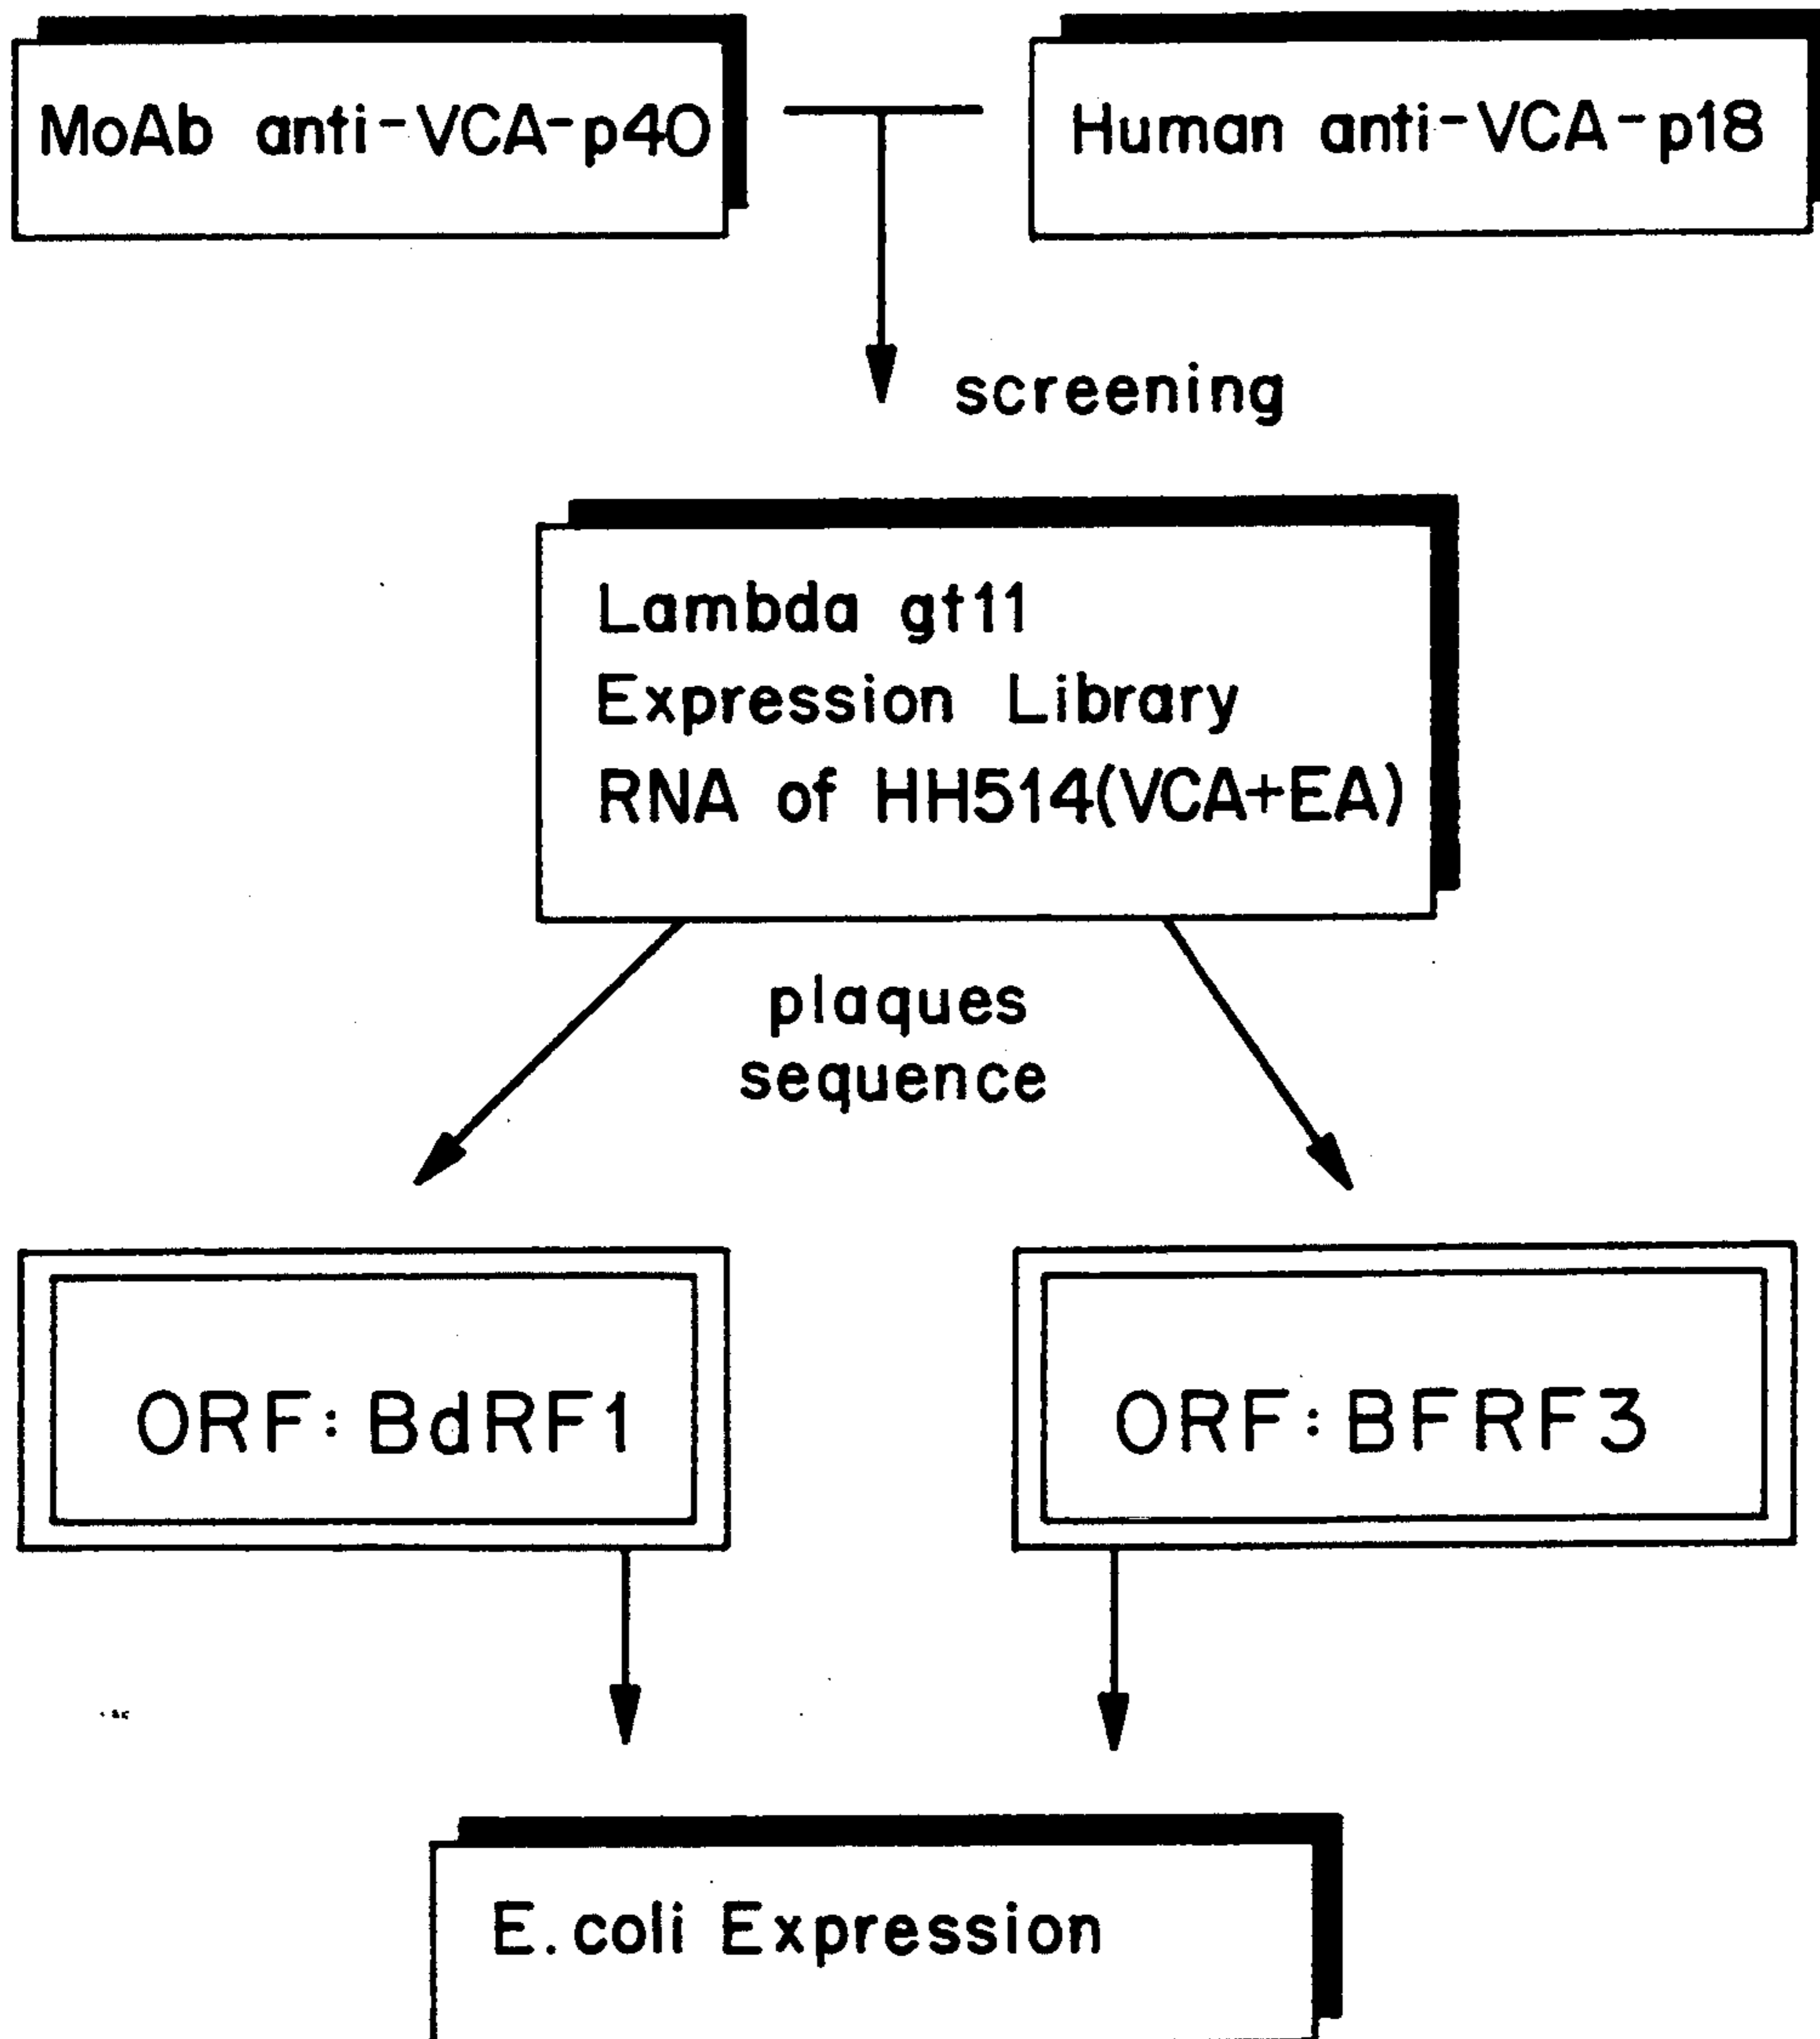 MoAb anti-VCA-p40
Human anti-VCA-p18
screening
Lambda gt11
Expression Library
RNA of HH514(VCA+EA)
plaques
sequence
ORF:BdRF1
ORF:BFRF3
E.coli Expression